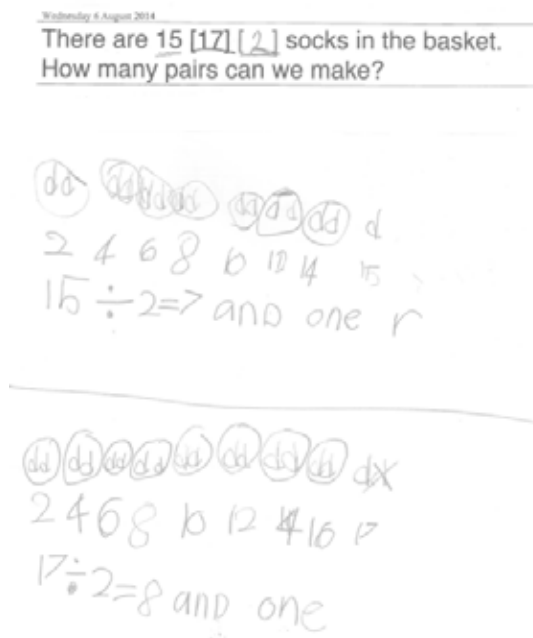 Wednesday 6 August 2014
There are 15 [17] [2] socks in the basket.
How many pairs can we make?
dd dd dd dd dd dd dd d
2 4 6 8 10 12 14 15
15 ÷ 2=7 and one r
dd dd dd dd dd dd dd dd d
2 4 6 8 10 12 14 16 17
17÷2=8 and one